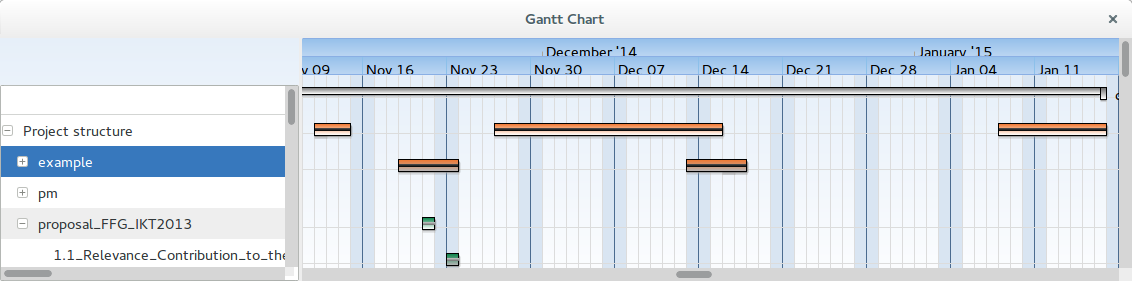 Gantt Chart
December '14
January '15
09
Nov 16
Nov 23
Nov 30
Dec 07
Dec 14
Dec 21
Dec 28
Jan 04
Jan 11
Project structure
example
pm
proposal_FFG_IKT2013
1.1_Relevance_Contribution_to_the